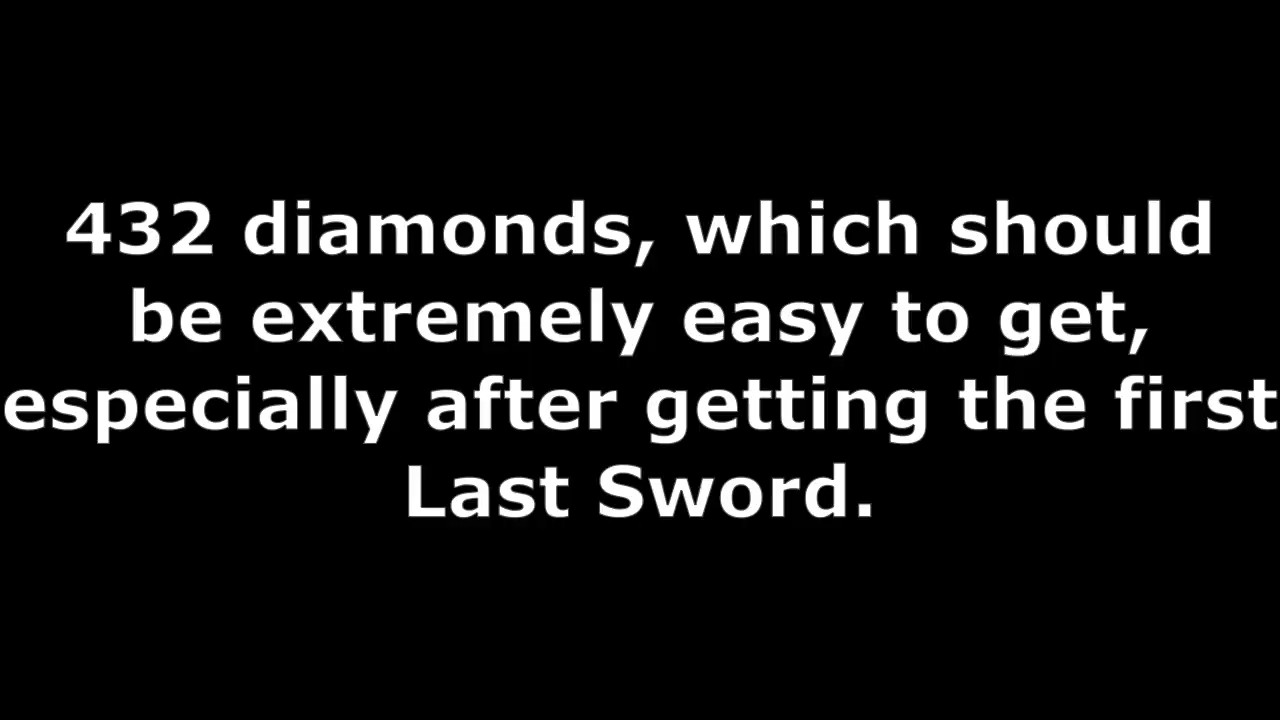 432 diamonds, which should
be extremely easy to get,
especially after getting the first
Last Sword.